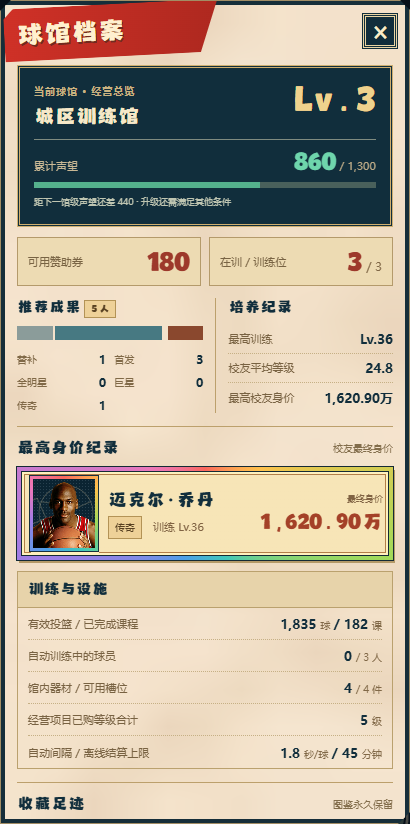 球馆档案
×
当前球馆 · 经营总览
城区训练馆
Lv.3
累计声望
860 / 1,300
距下一馆级声望还差 440 · 升级还需满足其他条件
可用赞助券
180
在训 / 训练位
3 / 3
推荐成果 5 人
替补 1 首发 3
全明星 0 巨星 0
传奇 1
培养纪录
最高训练 Lv.36
校友平均等级 24.8
最高校友身价 1,620.90万
最高身价纪录 校友最终身价
迈克尔·乔丹
传奇 训练 Lv.36
最终身价
1,620.90万
训练与设施
有效投篮 / 已完成课程 1,835 球 / 182 课
自动训练中的球员 0 / 3 人
馆内器材 / 可用槽位 4 / 4 件
经营项目已购等级合计 5 级
自动间隔 / 离线结算上限 1.8 秒/球 / 45 分钟
收藏足迹 图鉴永久保留